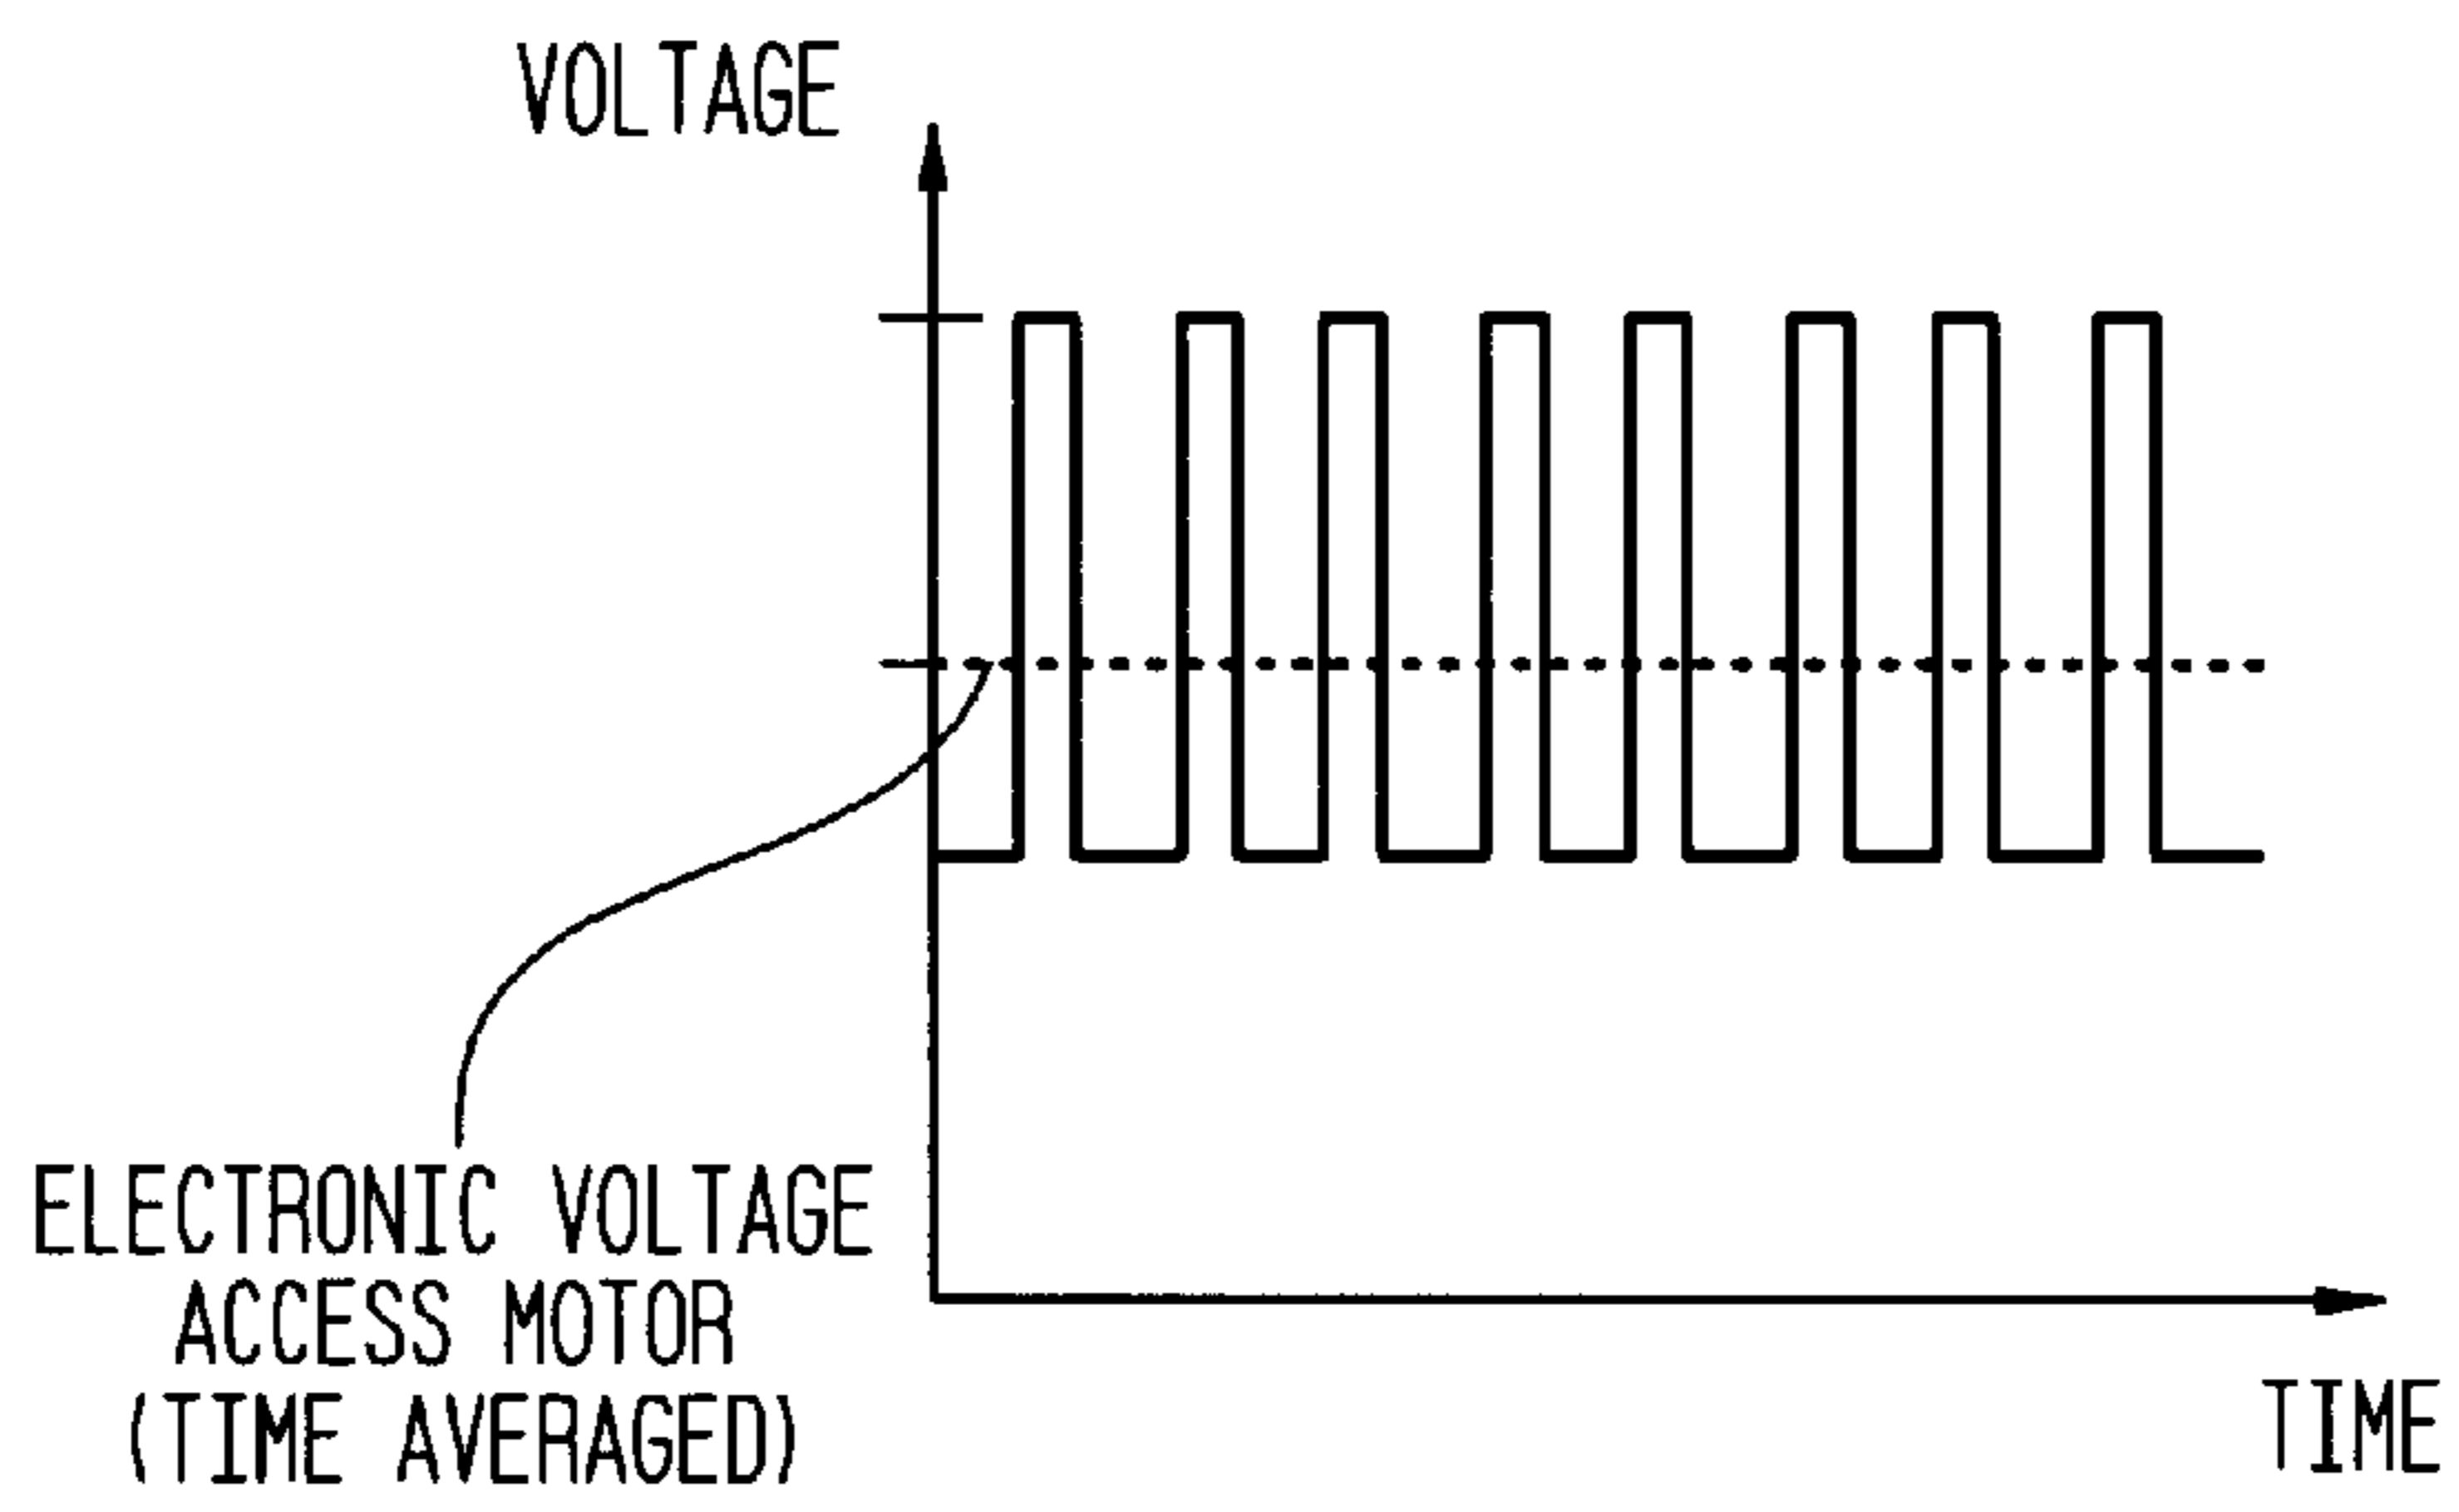 VOLTAGE
ELECTRONIC VOLTAGE
ACCESS MOTOR
(TIME AVERAGED)
TIME